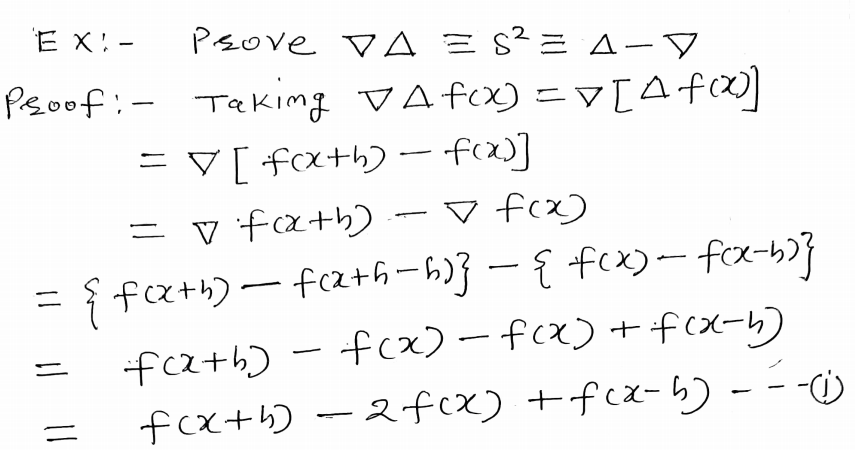 EX:- Prove ∇Δ ≡ δ² ≡ Δ-∇
Proof:- Taking ∇Δf(x) = ∇[Δf(x)]
= ∇[f(x+h) - f(x)]
= ∇ f(x+h) - ∇ f(x)
= {f(x+h) - f(x+h-h)} - {f(x) - f(x-h)}
= f(x+h) - f(x) - f(x) + f(x-h)
= f(x+h) - 2f(x) + f(x-h) ---(i)